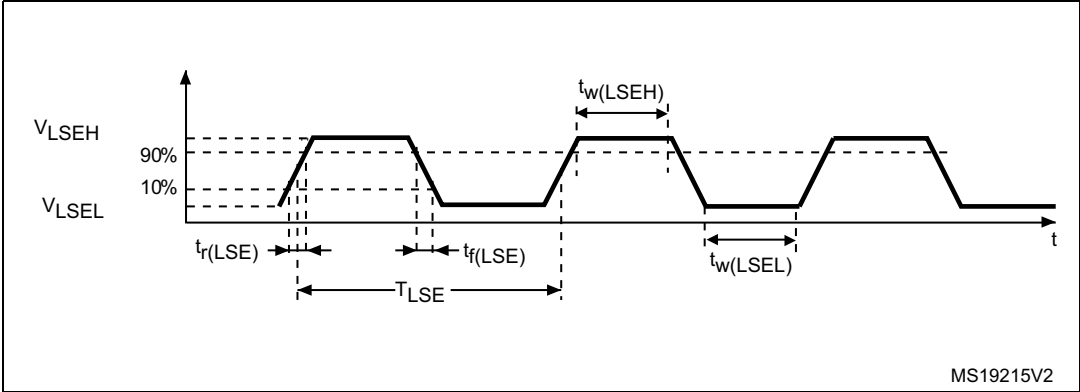 tw(LSEH)
VLSEH
90%
10%
VLSEL
tr(LSE)
tf(LSE)
tw(LSEL)
t
TLSE
MS19215V2